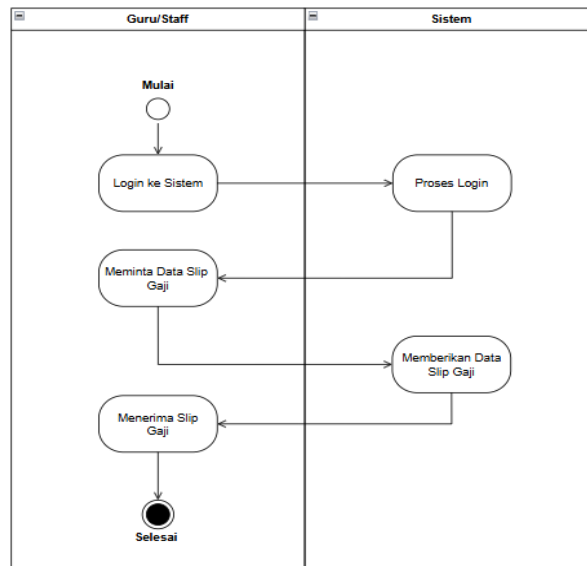 Guru/Staff
Sistem
Mulai
Login ke Sistem
Proses Login
Meminta Data Slip
Gaji
Memberikan Data
Slip Gaji
Menerima Slip
Gaji
Selesai